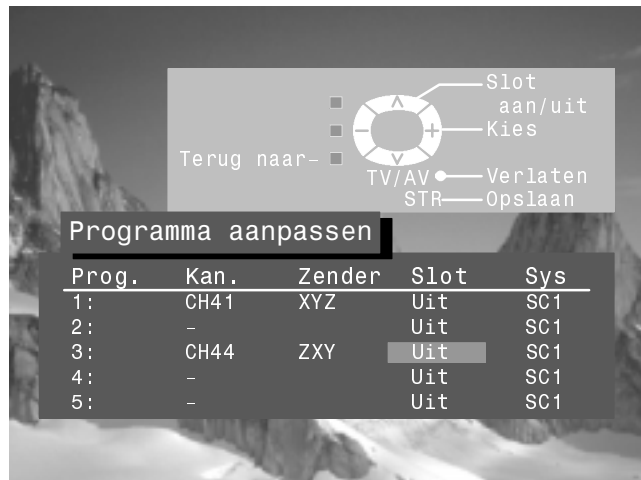 Slot
aan/uit
Kies
Terug naar
TV/AV
Verlaten
STR
Opslaan
Programma aanpassen
Prog. Kan. Zender Slot Sys
1: CH41 XYZ Uit SC1
2: - Uit SC1
3: CH44 ZXY Uit SC1
4: - Uit SC1
5: - Uit SC1